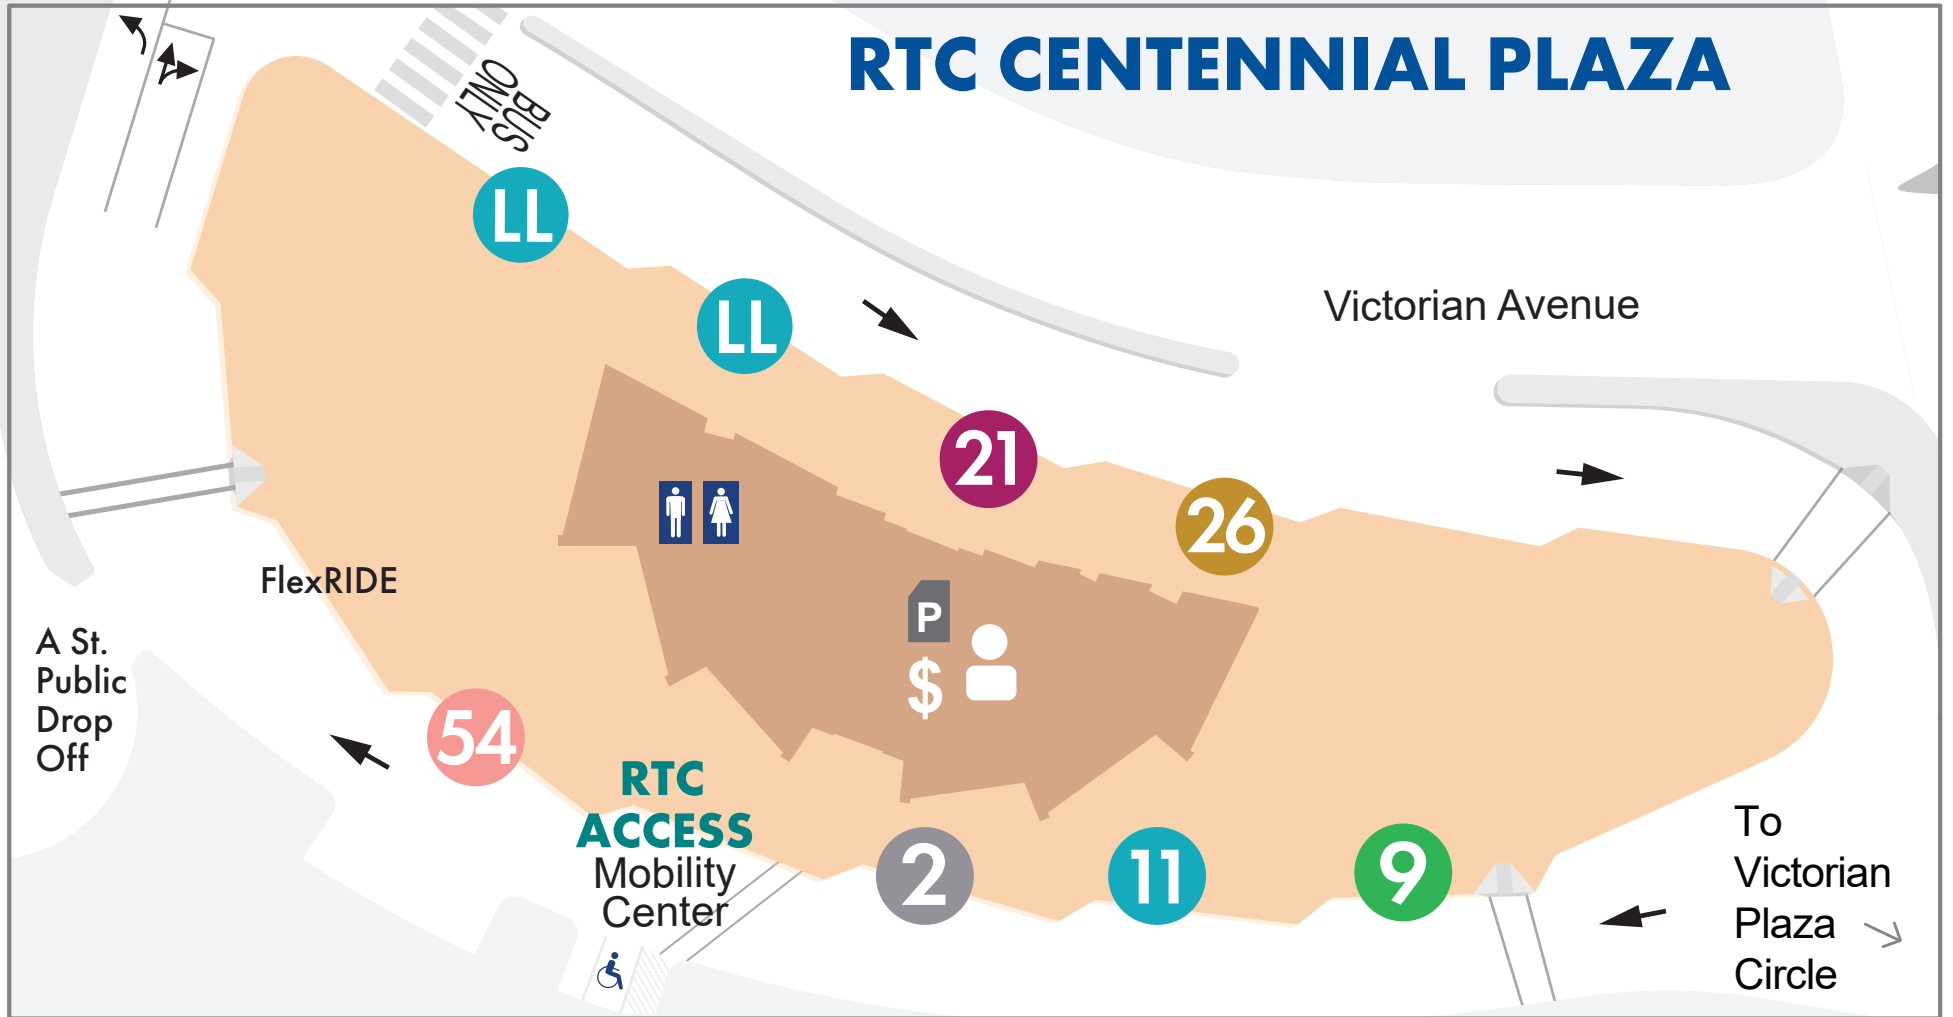 RTC CENTENNIAL PLAZA
BUS
ONLY
LL
LL
Victorian Avenue
21
26
FlexRIDE
P
$
A St.
Public
Drop
Off
54
RTC
ACCESS
Mobility
Center
2
11
9
To
Victorian
Plaza
Circle